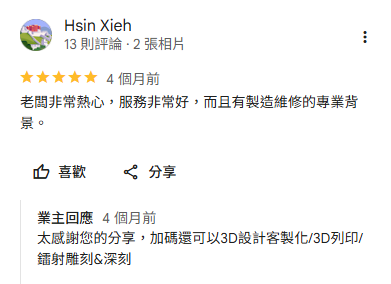 Hsin Xieh
13 則評論 · 2 張相片
4 個月前
老闆非常熱心，服務非常好，而且有製造維修的專業背
景。
喜歡 分享
業主回應 4 個月前
太感謝您的分享，加碼還可以3D設計客製化/3D列印/
鐳射雕刻&深刻